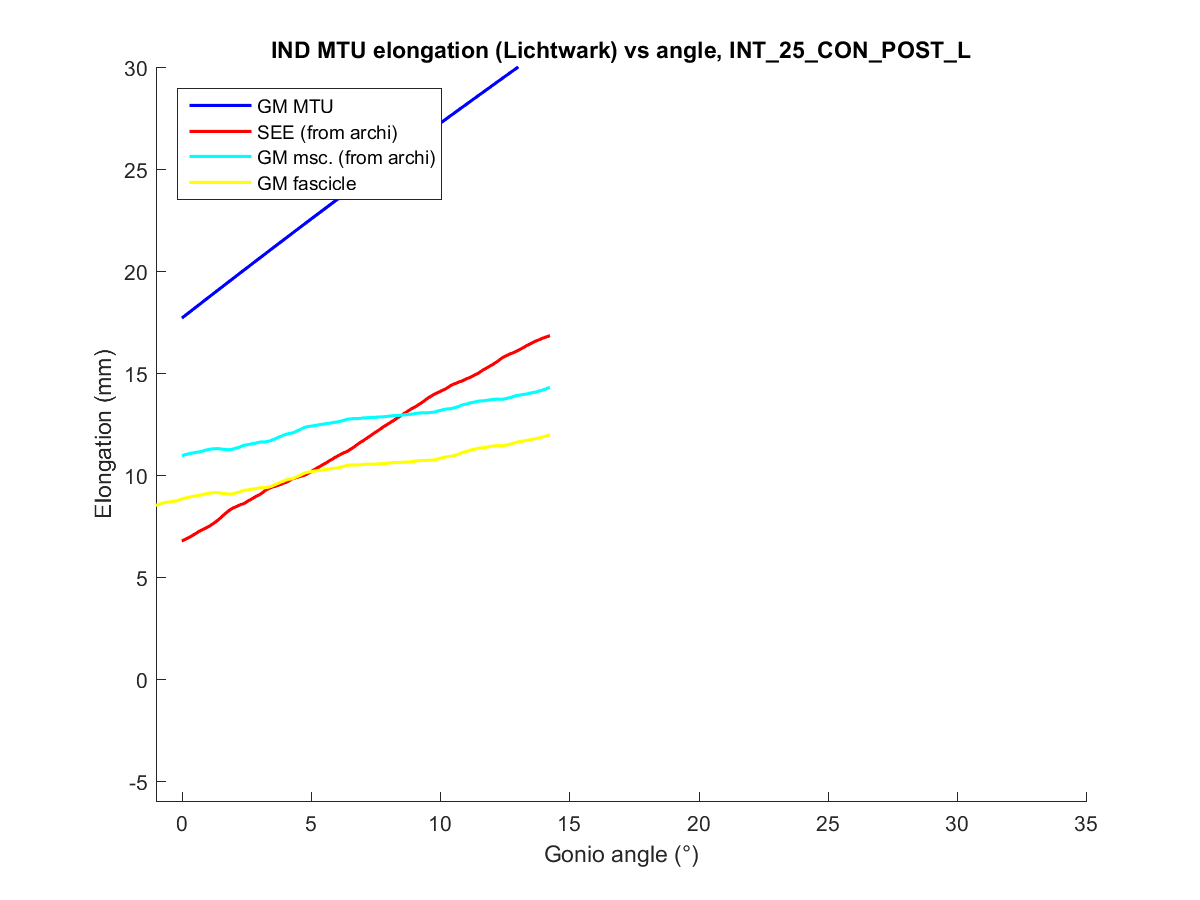 IND MTU elongation (Lichtwark) vs angle, INT_25_CON_POST_L
30
25
20
15
10
5
0
-5
Elongation (mm)
GM MTU
SEE (from archi)
GM msc. (from archi)
GM fascicle
0 5 10 15 20 25 30 35
Gonio angle (°)